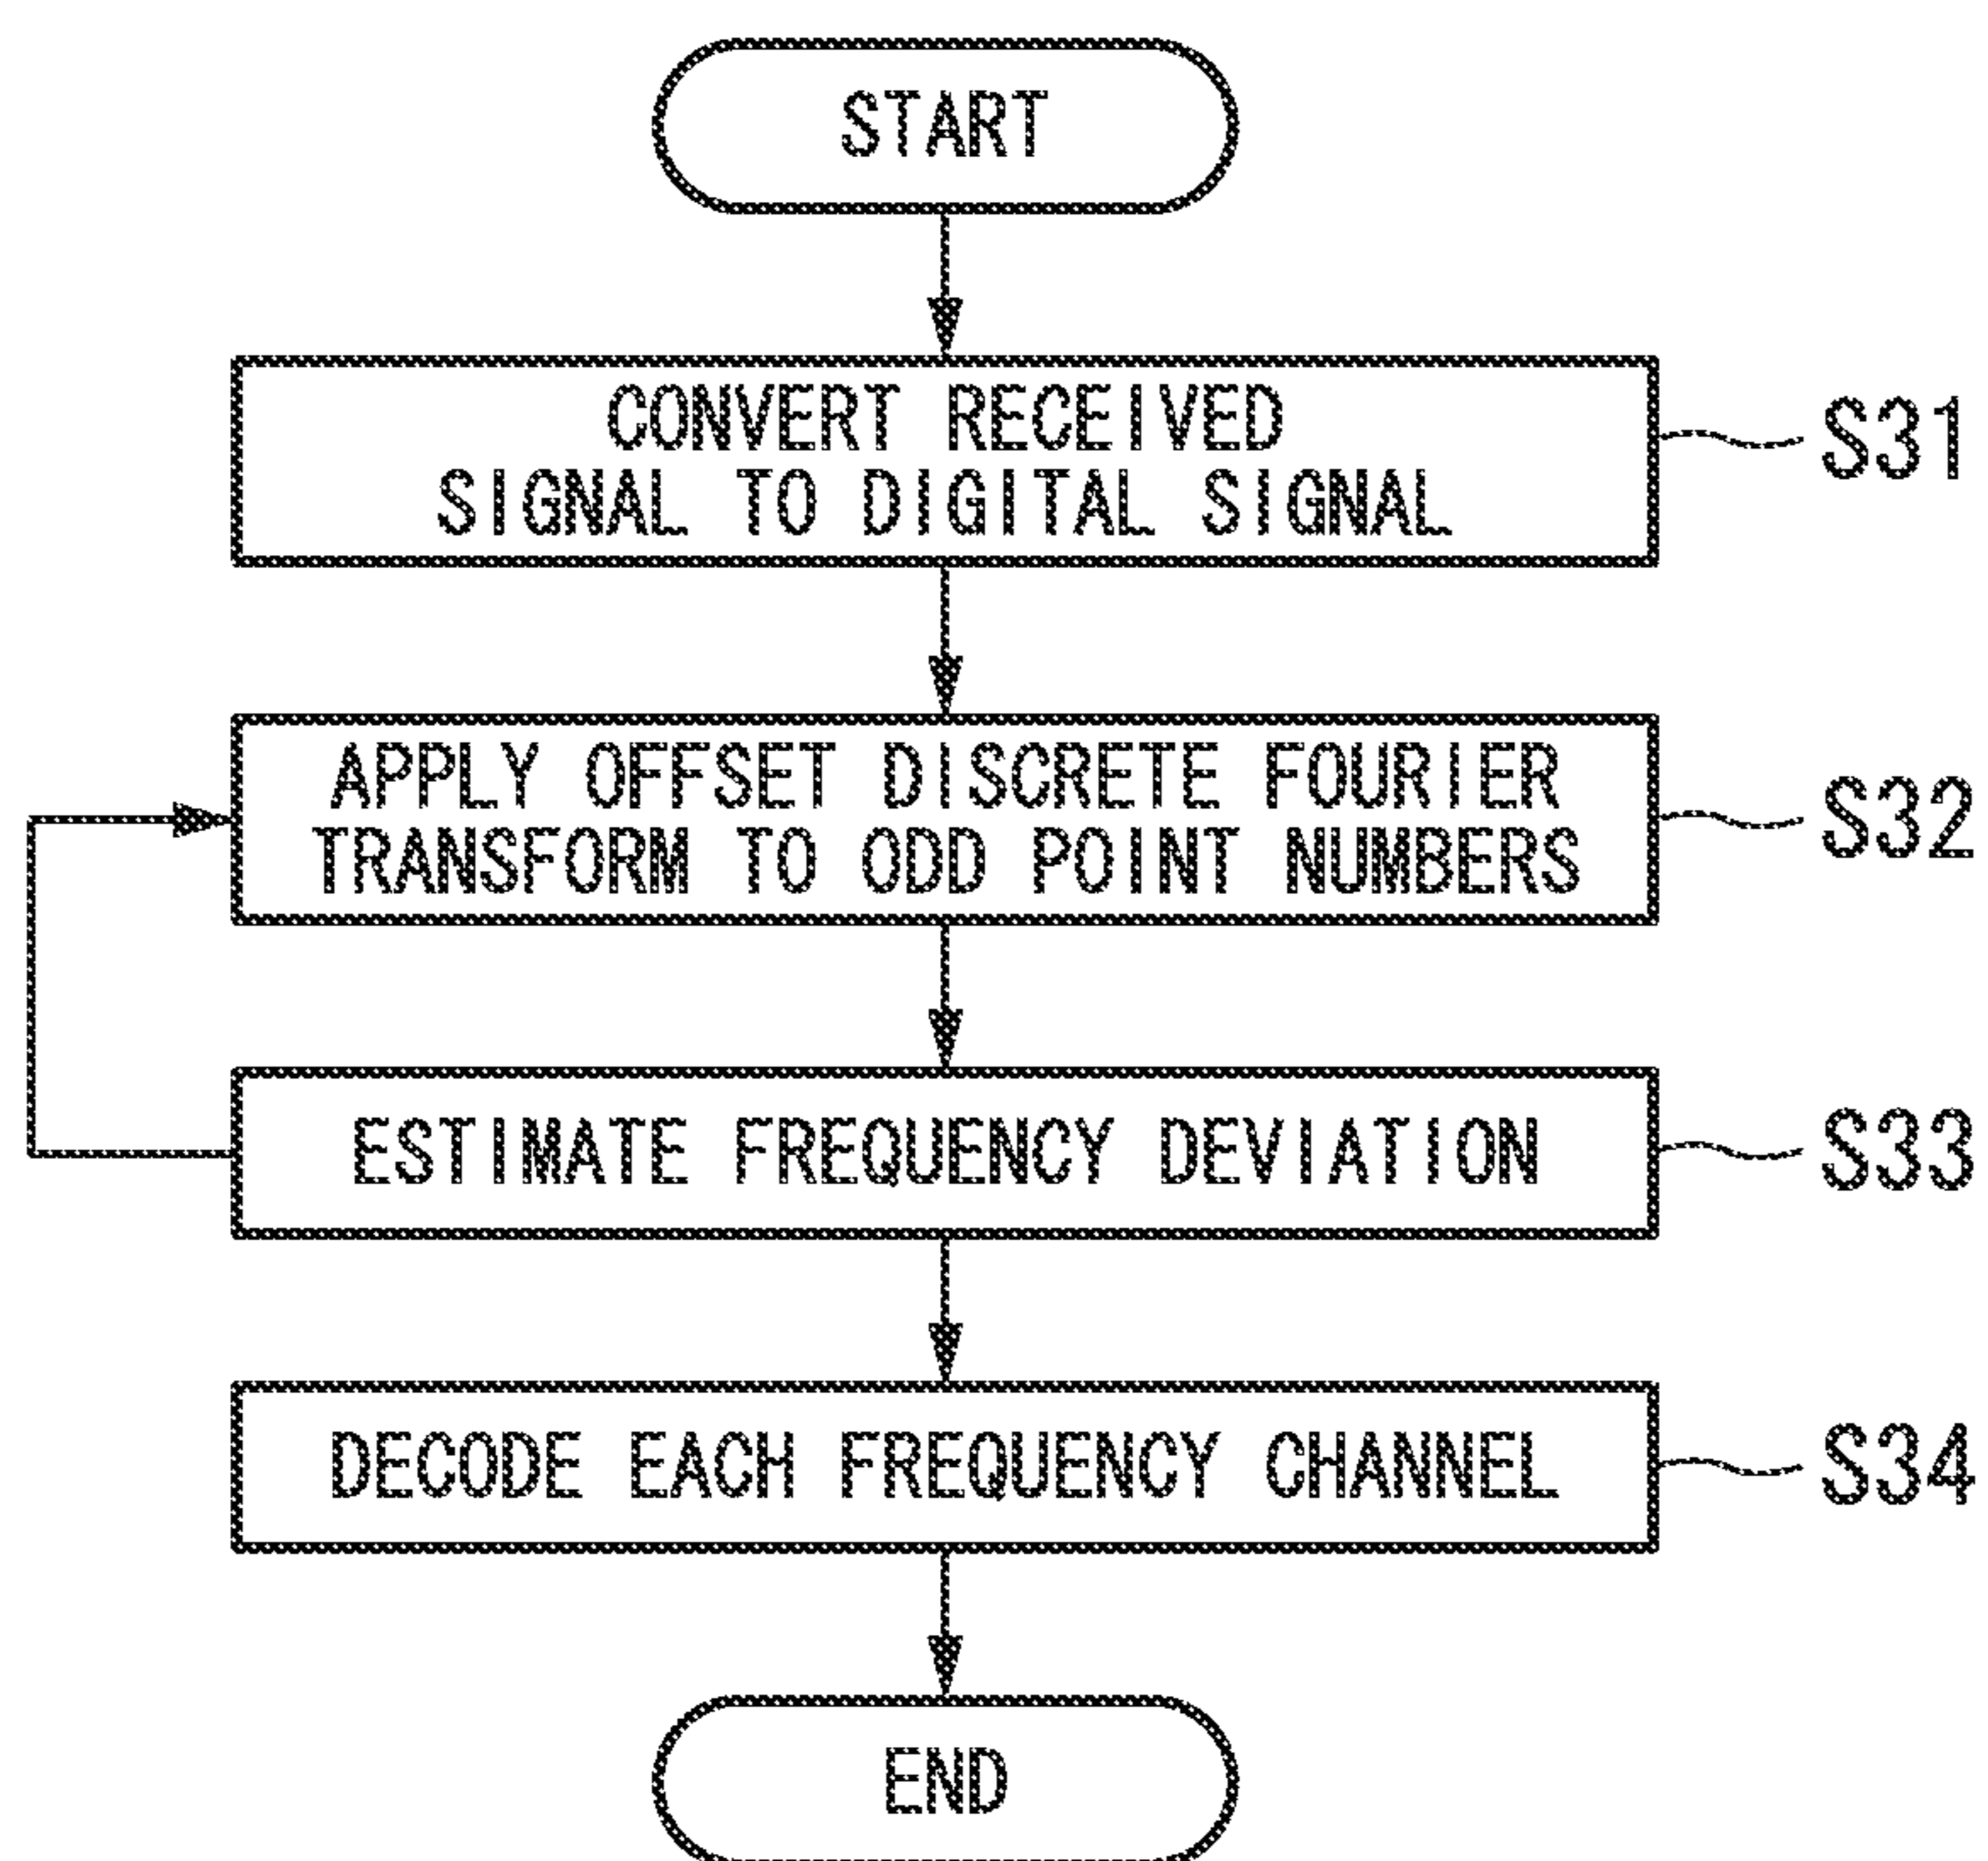 START
CONVERT RECEIVED
SIGNAL TO DIGITAL SIGNAL
S31
APPLY OFFSET DISCRETE FOURIER
TRANSFORM TO ODD POINT NUMBERS
S32
ESTIMATE FREQUENCY DEVIATION
S33
DECODE EACH FREQUENCY CHANNEL
S34
END